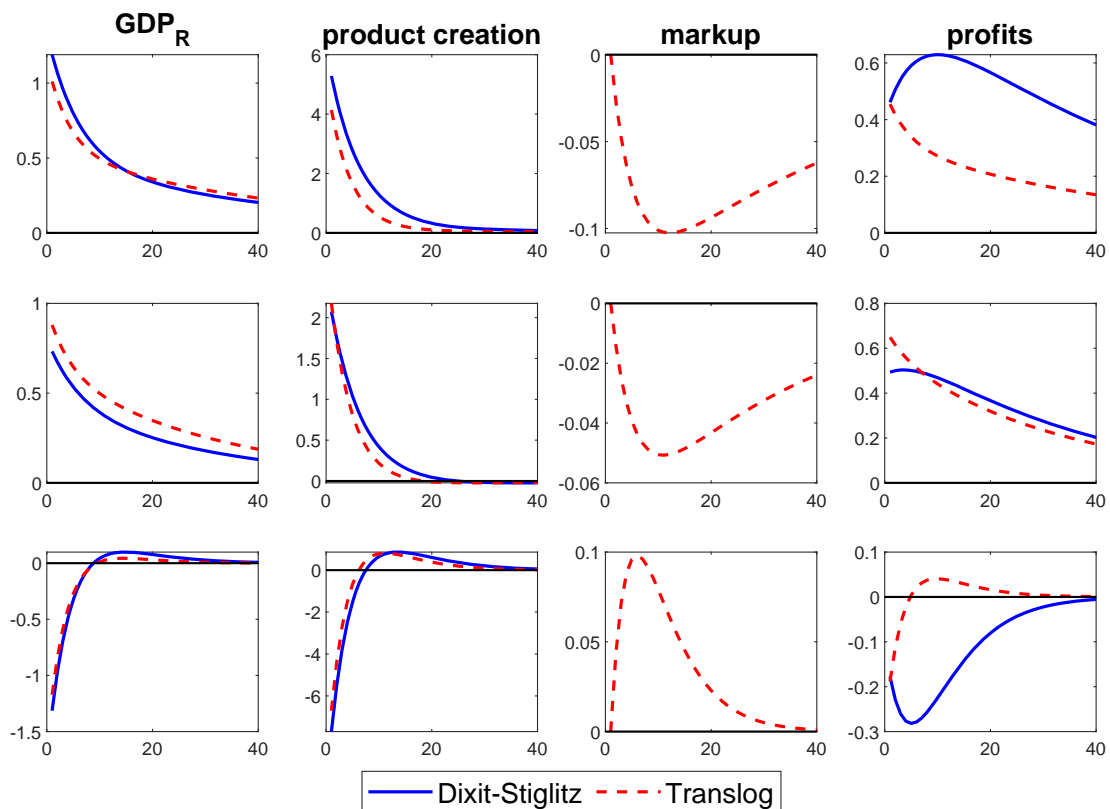 GDP_R product creation markup profits
1 6 0 0.6
0.5 4 -0.05 0.4
2 0.2
0 0 -0.1 0
0 20 40 0 20 40 0 20 40 0 20 40
1 2 0 0.8
0.5 1.5 -0.02 0.6
1 -0.04 0.4
0.5 0.2
0 0 -0.06 0
0 20 40 0 20 40 0 20 40 0 20 40
0 0 0.1 0.1
-0.5 -2 0.05 0
-1 -4 -0.1
-6 -0.2
-1.5 0 -0.3
0 20 40 0 20 40 0 20 40 0 20 40
Dixit-Stiglitz Translog